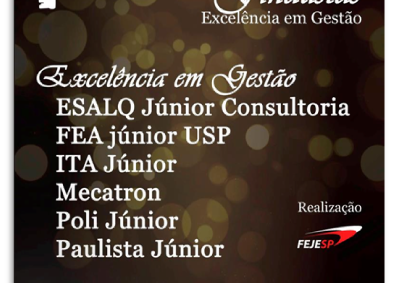 Finalistas
Excelência em Gestão
Excelência em Gestão
ESALQ Júnior Consultoria
FEA júnior USP
ITA Júnior
Mecatron
Poli Júnior
Paulista Júnior
Realização
FEJESP